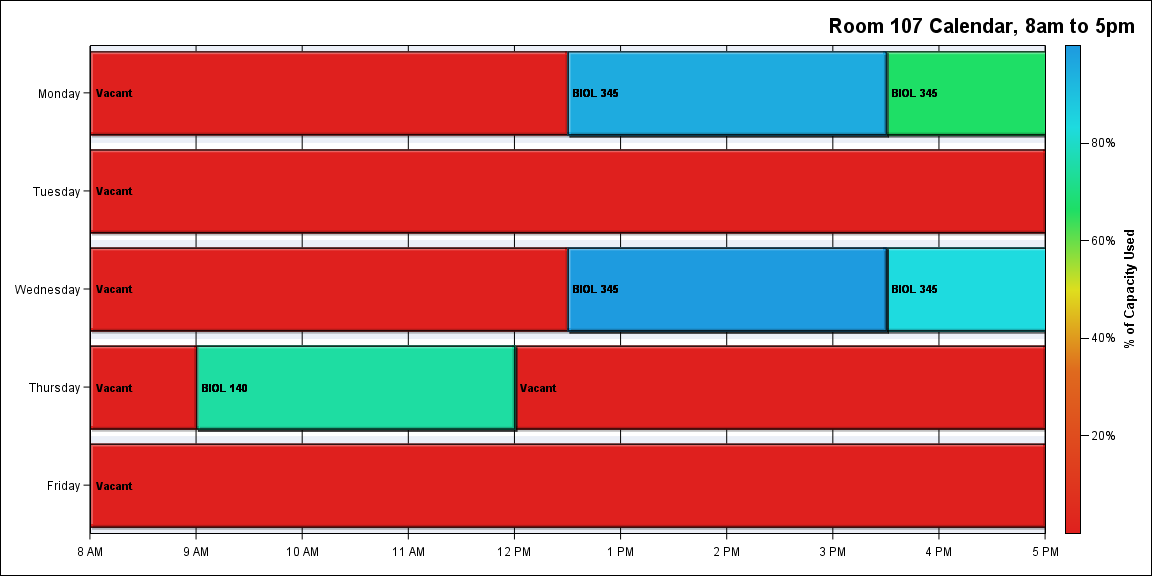 Room 107 Calendar, 8am to 5pm
Monday
Vacant
BIOL 345
BIOL 345
Tuesday
Vacant
Wednesday
Vacant
BIOL 345
BIOL 345
Thursday
Vacant
BIOL 140
Vacant
Friday
Vacant
8 AM
9 AM
10 AM
11 AM
12 PM
1 PM
2 PM
3 PM
4 PM
5 PM
80%
60%
40%
20%
% of Capacity Used